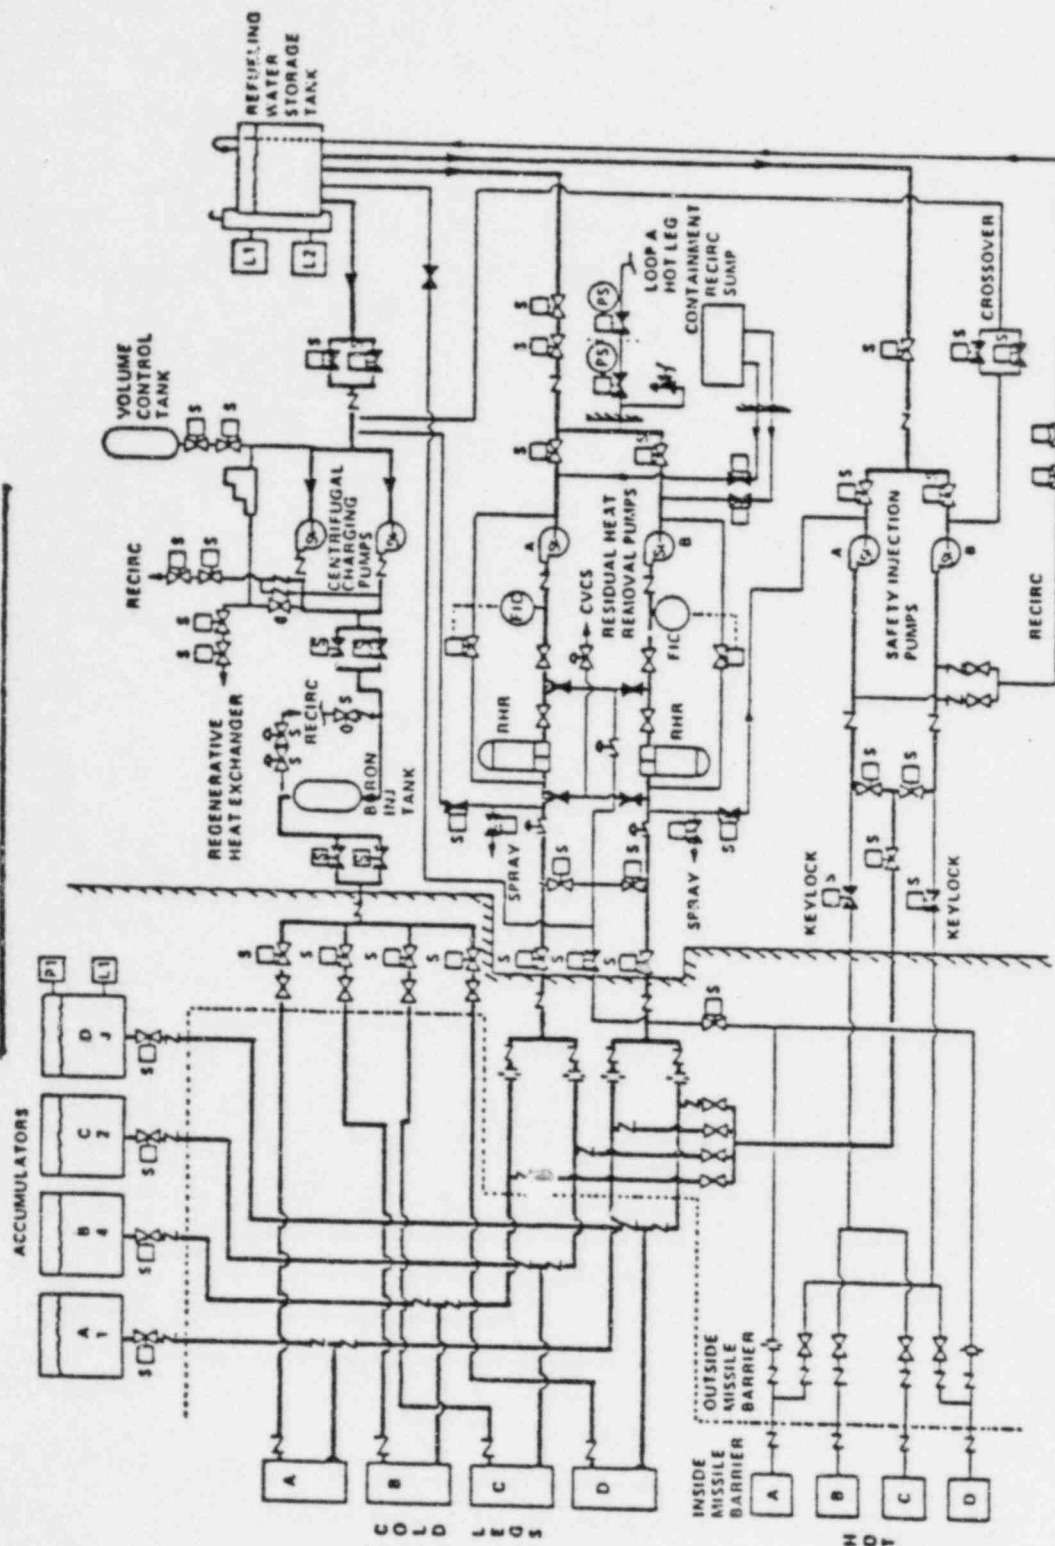 REFUELING
WATER
STORAGE
TANK
L1
L2
VOLUME
CONTROL
TANK
S
S
S
S
RECIRC
S
S
S
S
CENTRIFUGAL
CHARGING
PUMPS
REGENERATIVE
HEAT EXCHANGER
RECIRC
S
S
S
O
O
BORON
INJ
TANK
S
S
S
S
LOOP A
HOT LEG
PS
PS
CONTAINMENT
RECIRC
SUMP
S
S
S
S
A
B
FIC
FIC
CVCS
RESIDUAL HEAT
REMOVAL PUMPS
RHR
RHR
SPRAY
SPRAY
S
S
S
S
CROSSOVER
S
S
S
S
S
A
B
SAFETY INJECTION
PUMPS
RECIRC
S
S
S
KEYLOCK
KEYLOCK
S
S
S
S
S
S
S
S
S
S
ACCUMULATORS
P1
L1
D
3
C
2
B
4
A
1
S
S
S
S
OUTSIDE
MISSILE
BARRIER
INSIDE
MISSILE
BARRIER
A
B
C
D
COLD
LEGS
A
B
C
D
HOT